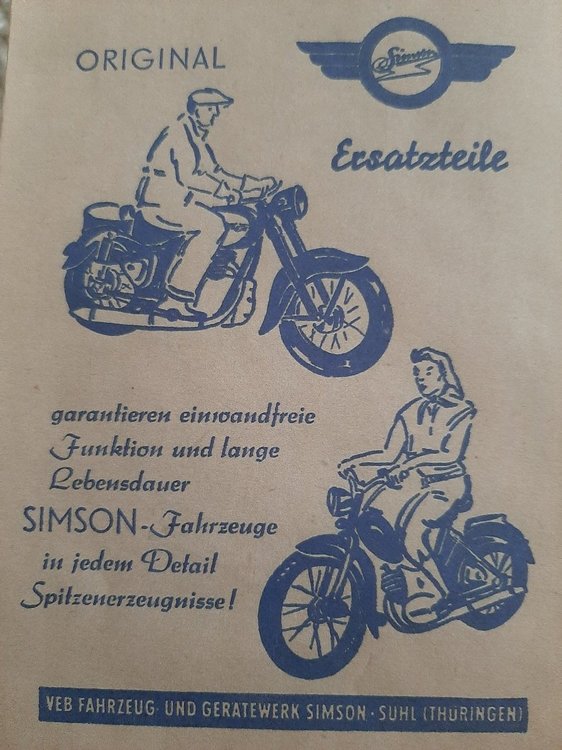 ORIGINAL
Simson
Ersatzteile
garantieren einwandfreie
Funktion und lange
Lebensdauer
SIMSON-Fahrzeuge
in jedem Detail
Spitzenerzeugnisse!
VEB FAHRZEUG- UND GERÄTEWERK SIMSON · SUHL (THÜRINGEN)